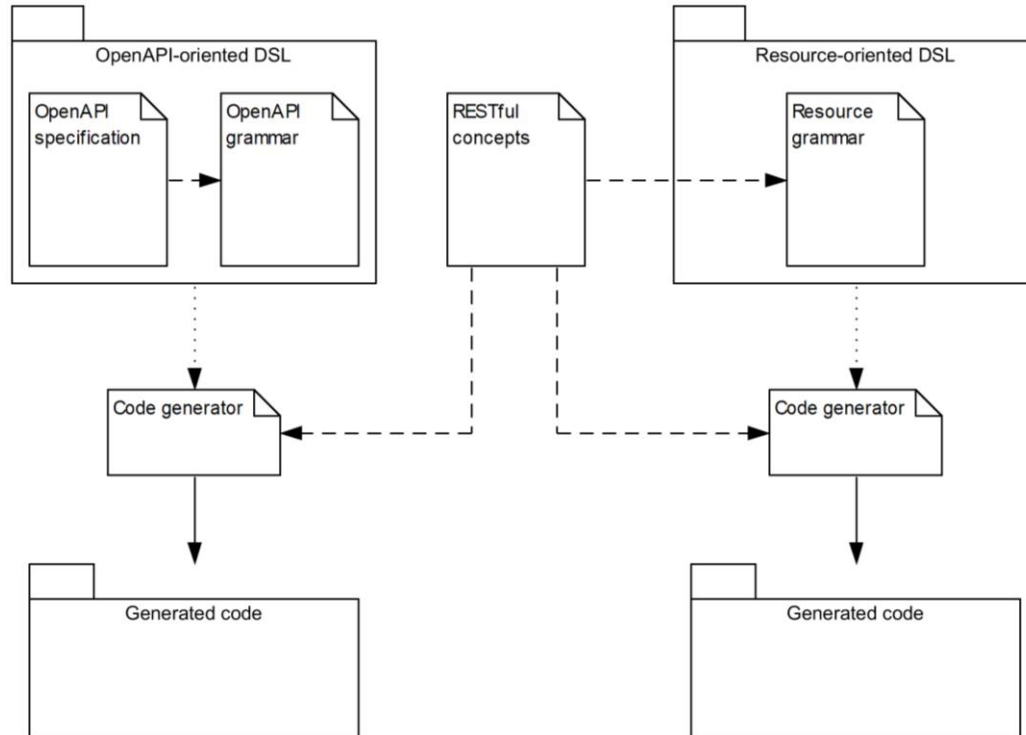 OpenAPI-oriented DSL
OpenAPI
specification
OpenAPI
grammar
RESTful
concepts
Resource-oriented DSL
Resource
grammar
Code generator
Code generator
Generated code
Generated code